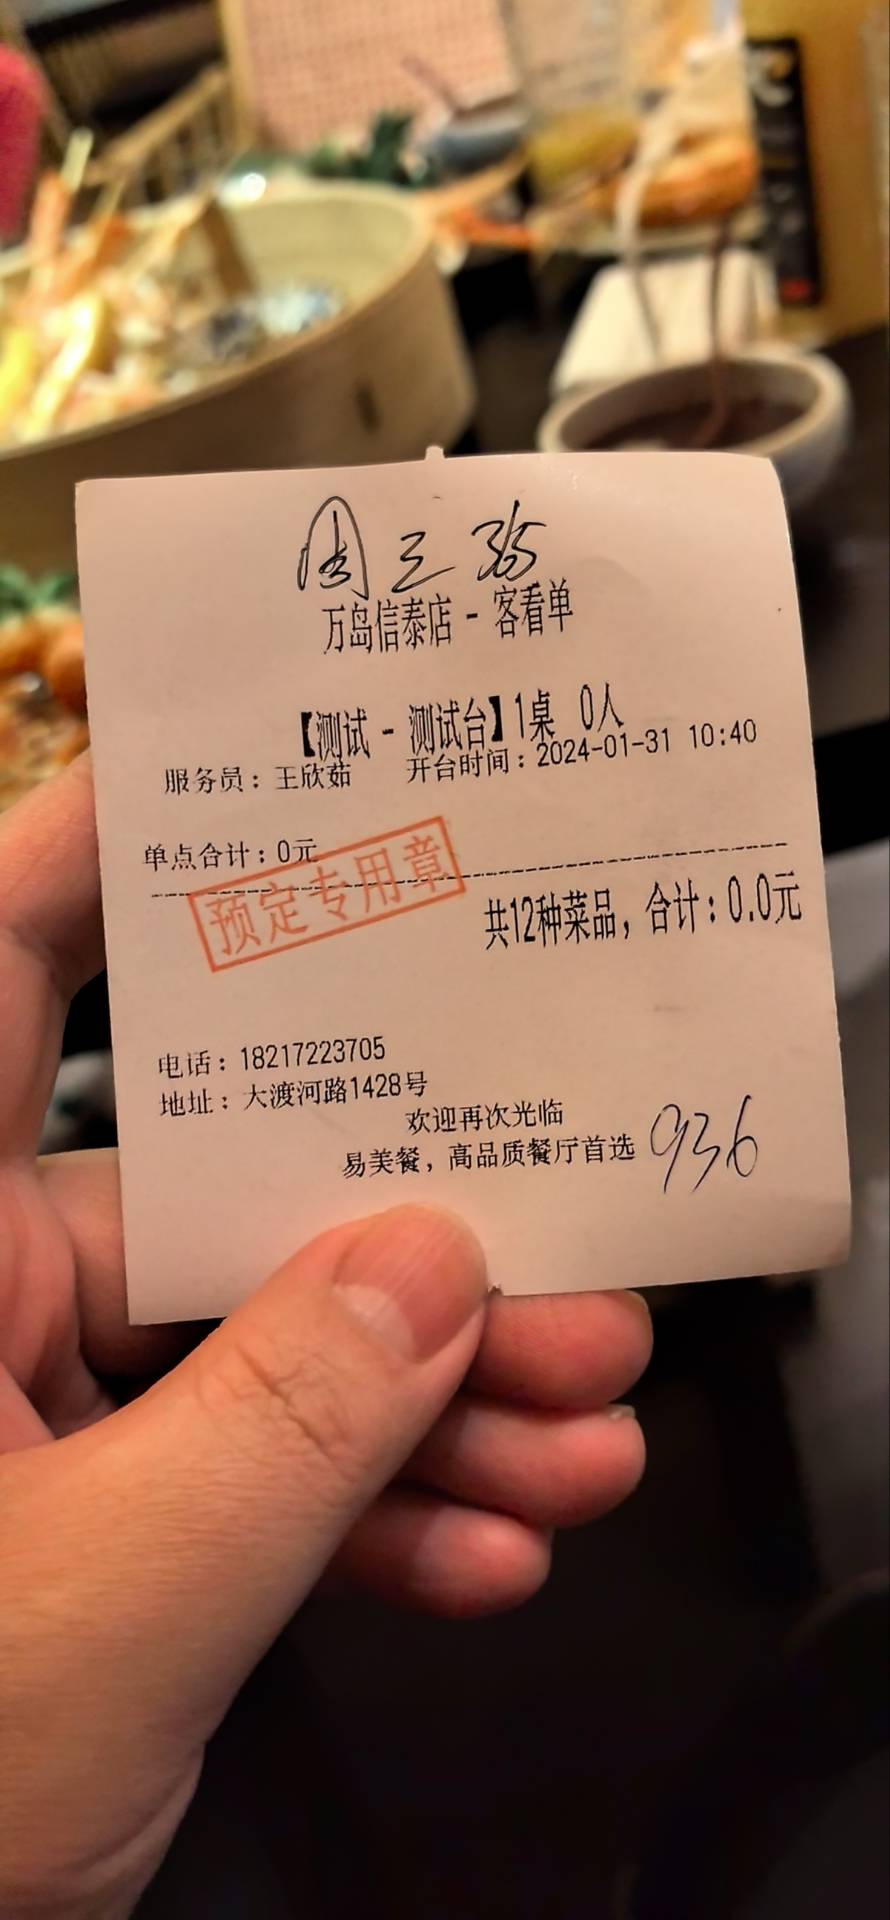 周三
万岛信泰店 - 客看单
【测试 - 测试台】1桌 0人
服务员：王欣茹 开台时间：2024-01-31 10:40
单点合计：0元
预定专用章
共12种菜品，合计：0.0元
电话：18217223705
地址：大渡河路1428号
欢迎再次光临
易美餐，高品质餐厅首选
936